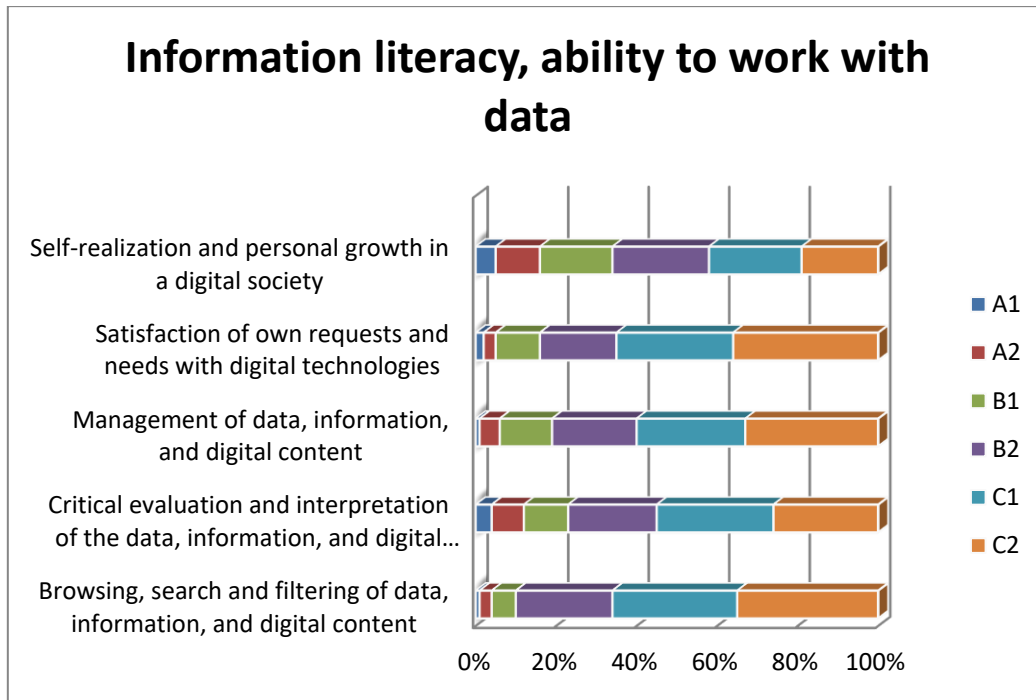 Information literacy, ability to work with
data
Self-realization and personal growth in
a digital society
Satisfaction of own requests and
needs with digital technologies
Management of data, information,
and digital content
Critical evaluation and interpretation
of the data, information, and digital...
Browsing, search and filtering of data,
information, and digital content
0% 20% 40% 60% 80% 100%
A1
A2
B1
B2
C1
C2